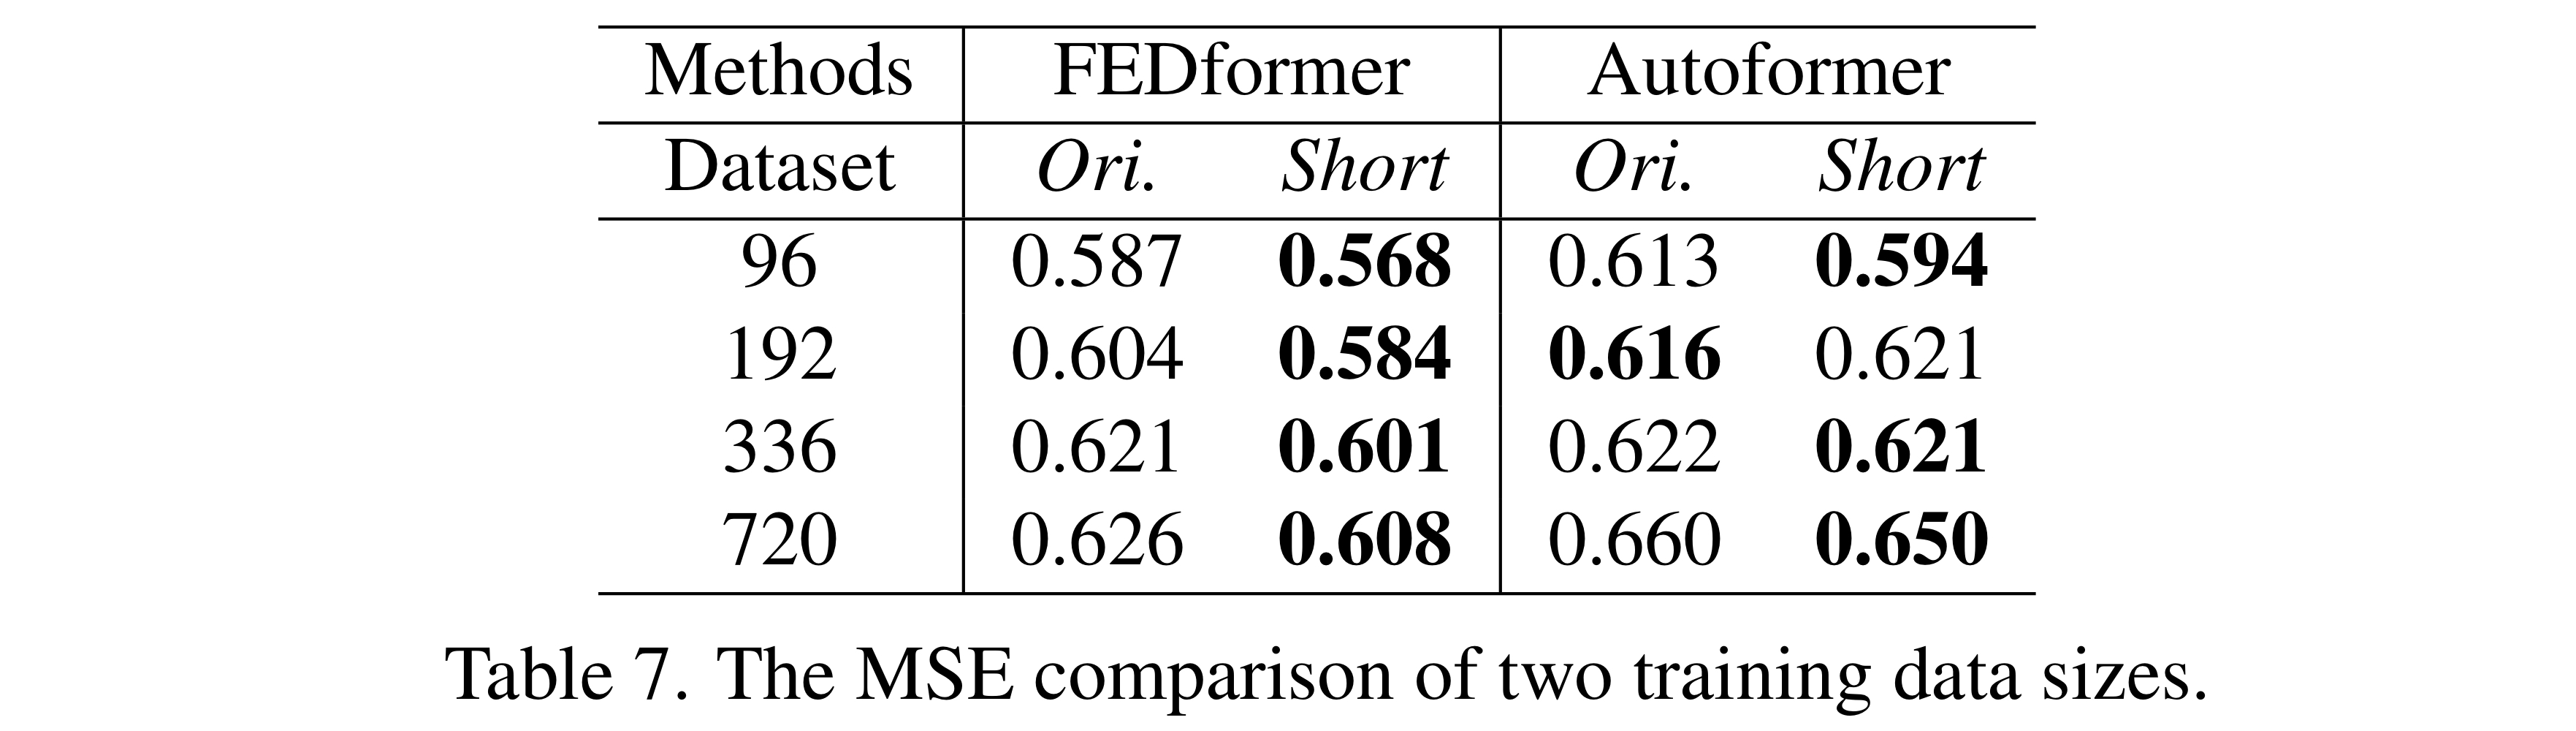 Methods FEDformer Autoformer
Dataset Ori. Short Ori. Short
96 0.587 0.568 0.613 0.594
192 0.604 0.584 0.616 0.621
336 0.621 0.601 0.622 0.621
720 0.626 0.608 0.660 0.650
Table 7. The MSE comparison of two training data sizes.